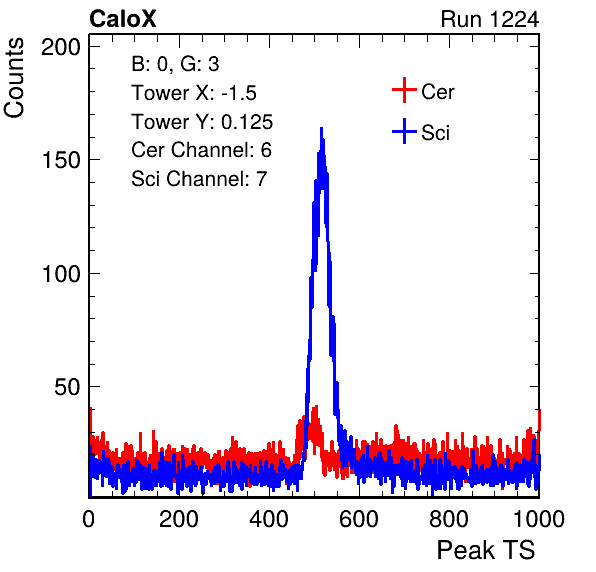 CaloX Run 1224
B: 0, G: 3
Tower X: -1.5
Tower Y: 0.125
Cer Channel: 6
Sci Channel: 7
Cer
Sci
Counts
200
150
100
50
0 200 400 600 800 1000
Peak TS